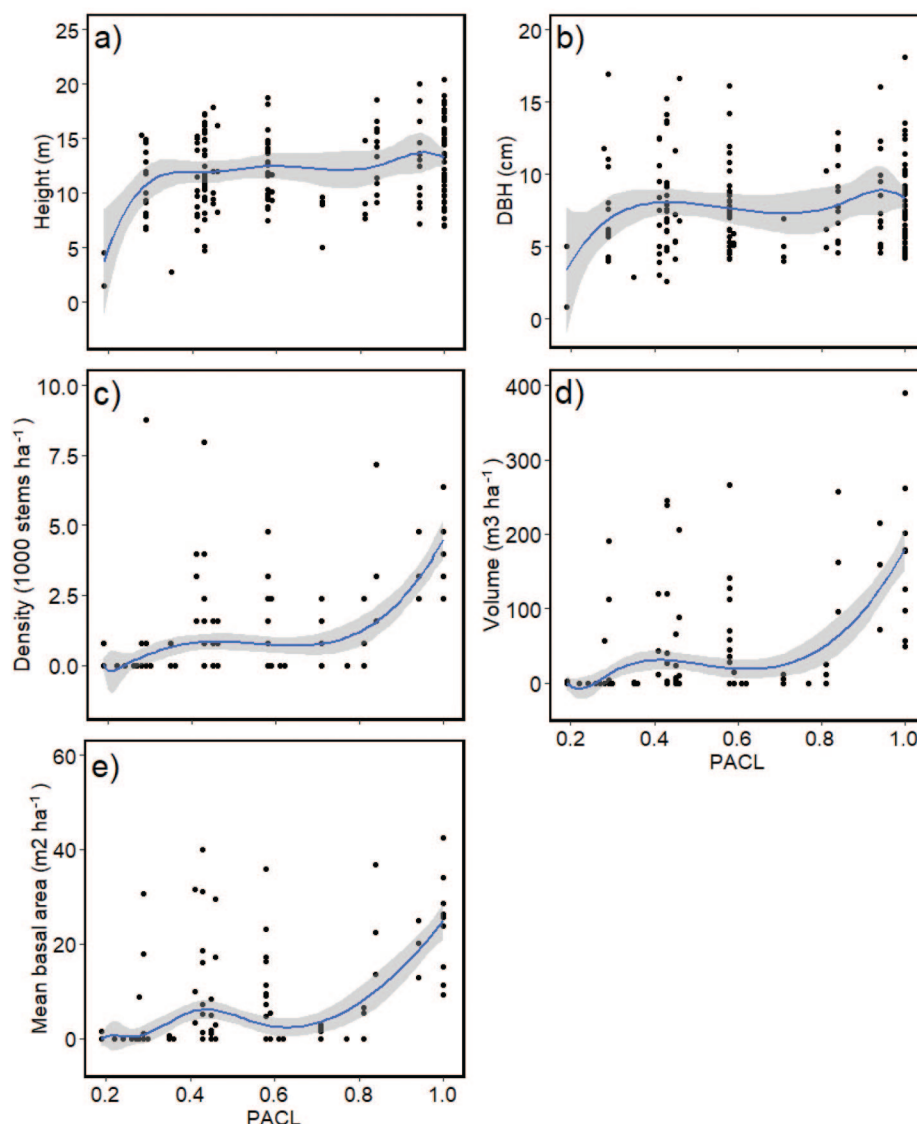 a)
25
20
15
10
5
0
Height (m)
b)
20
15
10
5
0
DBH (cm)
c)
10.0
7.5
5.0
2.5
0.0
Density (1000 stems ha⁻¹)
d)
400
300
200
100
0
Volume (m3 ha⁻¹)
0.2 0.4 0.6 0.8 1.0
PACL
e)
60
40
20
0
Mean basal area (m2 ha⁻¹)
0.2 0.4 0.6 0.8 1.0
PACL